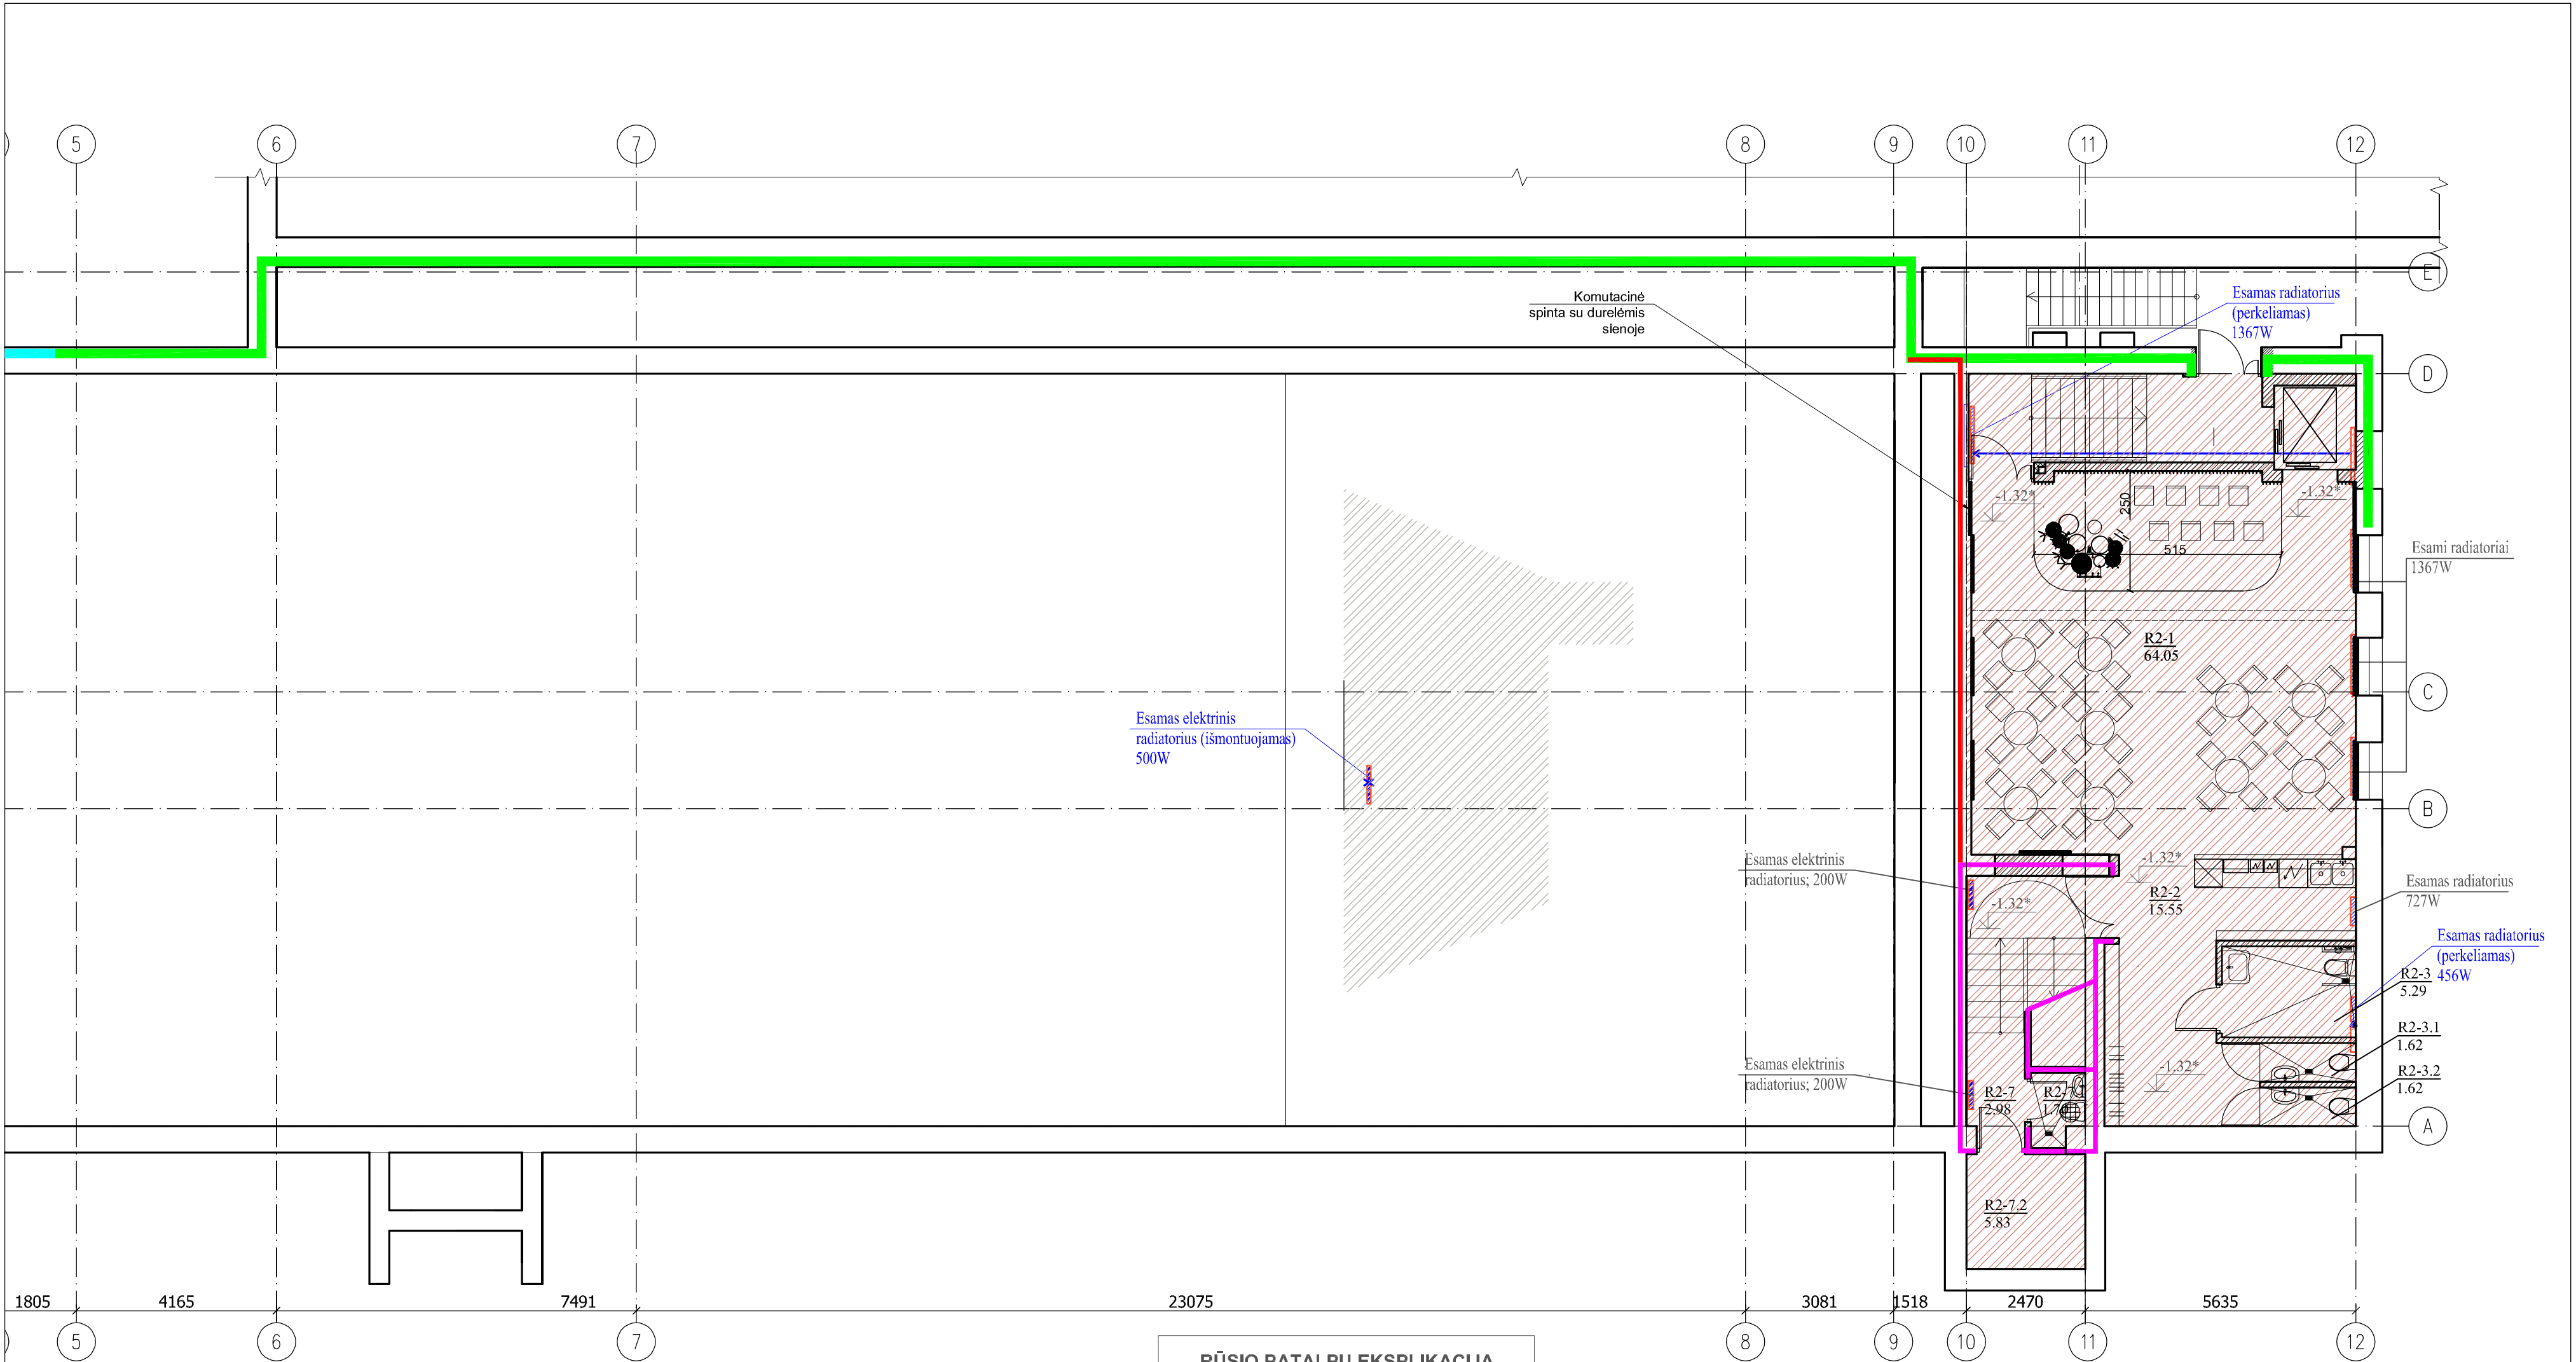 5
6
7
8
9
10
11
12
E
Komutacinė
spinta su durelėmis
sienoje
Esamas radiatorius
(perkeliamas)
1367W
D
-1.32*
250
-1.32*
515
Esami radiatoriai
1367W
R2-1
64.05
C
Esamas elektrinis
radiatorius (išmontuojamas)
500W
B
Esamas elektrinis
radiatorius; 200W
-1.32*
R2-2
15.55
-1.32*
Esamas radiatorius
727W
Esamas radiatorius
(perkeliamas)
456W
R2-3
5.29
R2-3.1
1.62
Esamas elektrinis
radiatorius; 200W
-1.32*
R2-3.2
1.62
R2-7
2.98
A
R2-7.2
5.83
1805
4165
7491
23075
3081
1518
2470
5635
5
6
7
8
9
10
11
12
RŪSIO PATALPŲ EKSPLIKACIJA